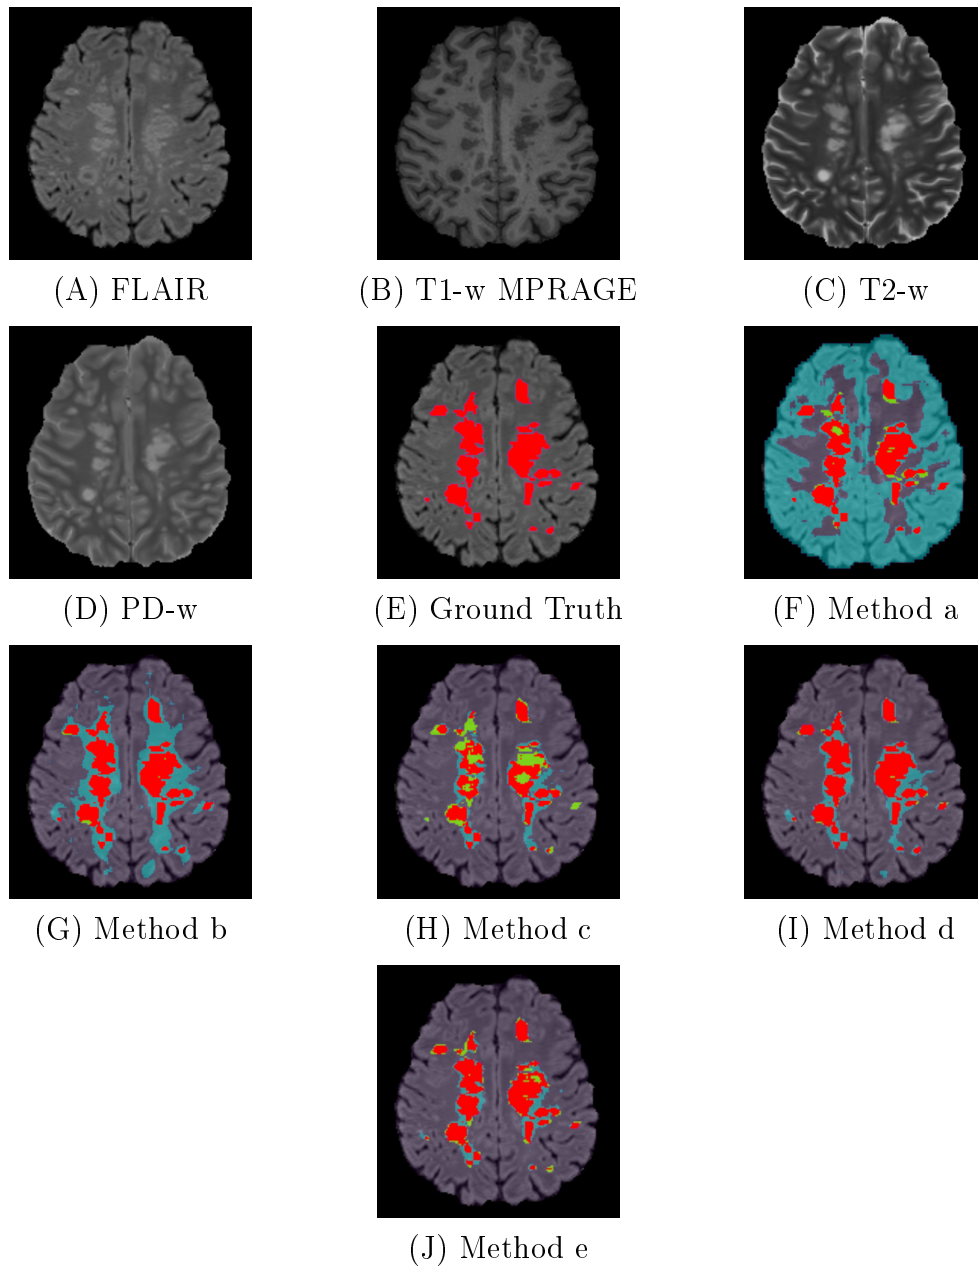 (A) FLAIR
(B) T1-w MPRAGE
(C) T2-w
(D) PD-w
(E) Ground Truth
(F) Method a
(G) Method b
(H) Method c
(I) Method d
(J) Method e